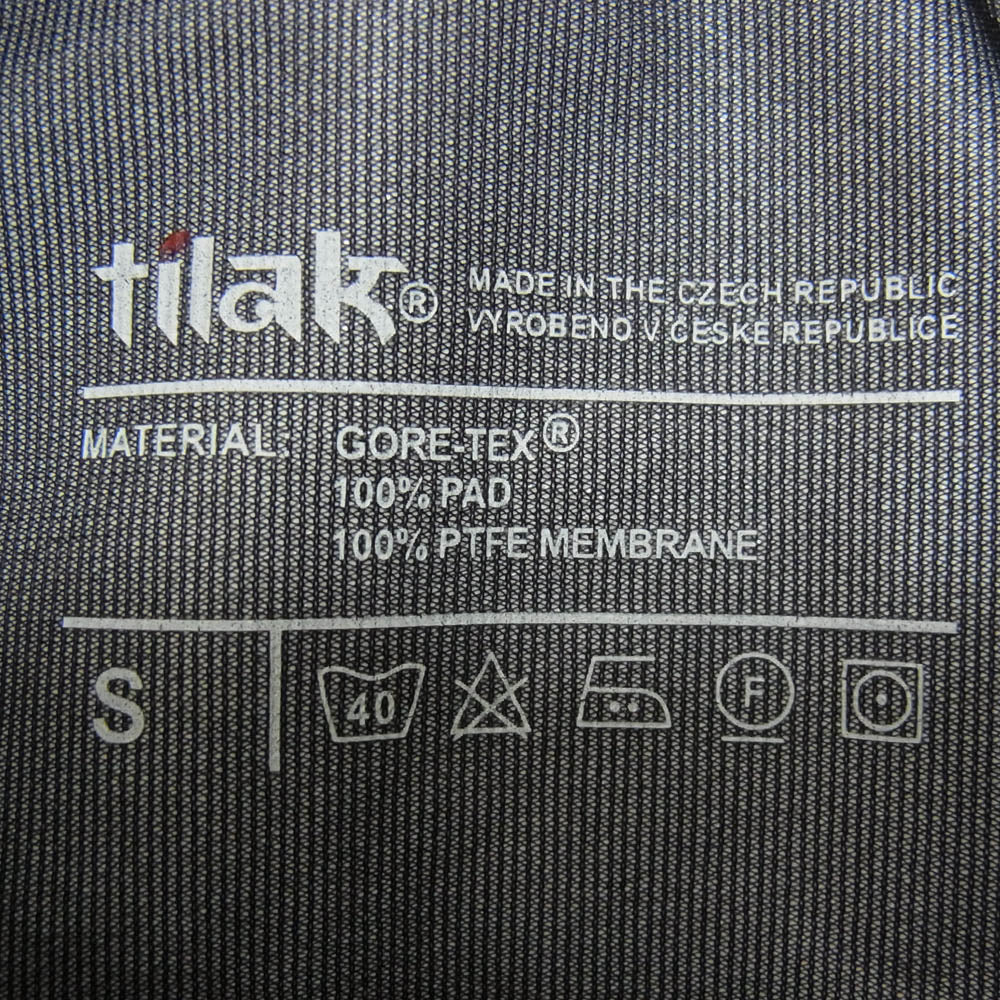 tilak®
MADE IN THE CZECH REPUBLIC
VYROBENO V ČESKÉ REPUBLICE
MATERIAL: GORE-TEX®
100% PAD
100% PTFE MEMBRANE
S 40 F